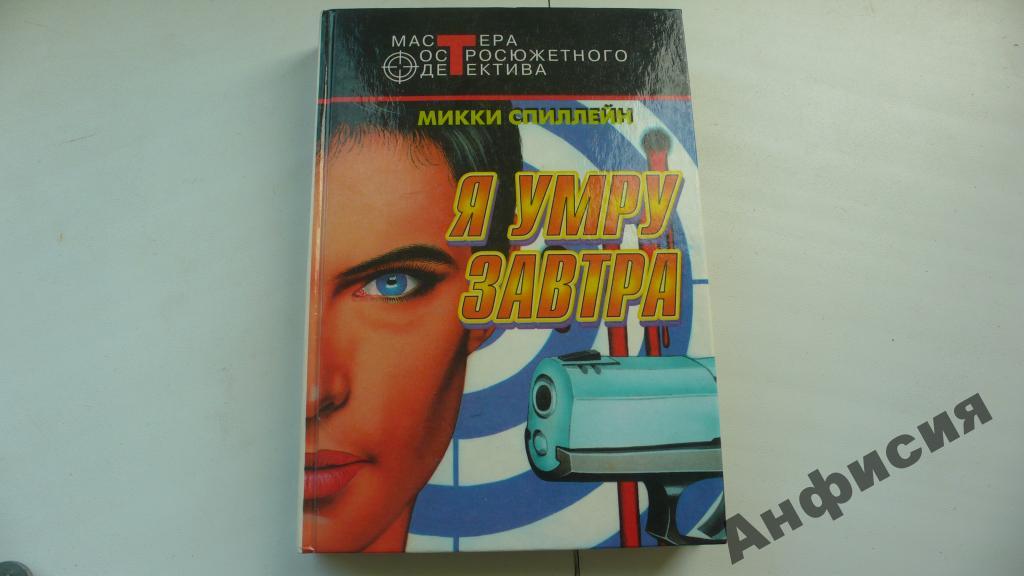 МАСТЕРА
ОСТРОСЮЖЕТНОГО
ДЕТЕКТИВА
МИККИ СПИЛЛЕЙН
Я УМРУ
ЗАВТРА
Анфисия